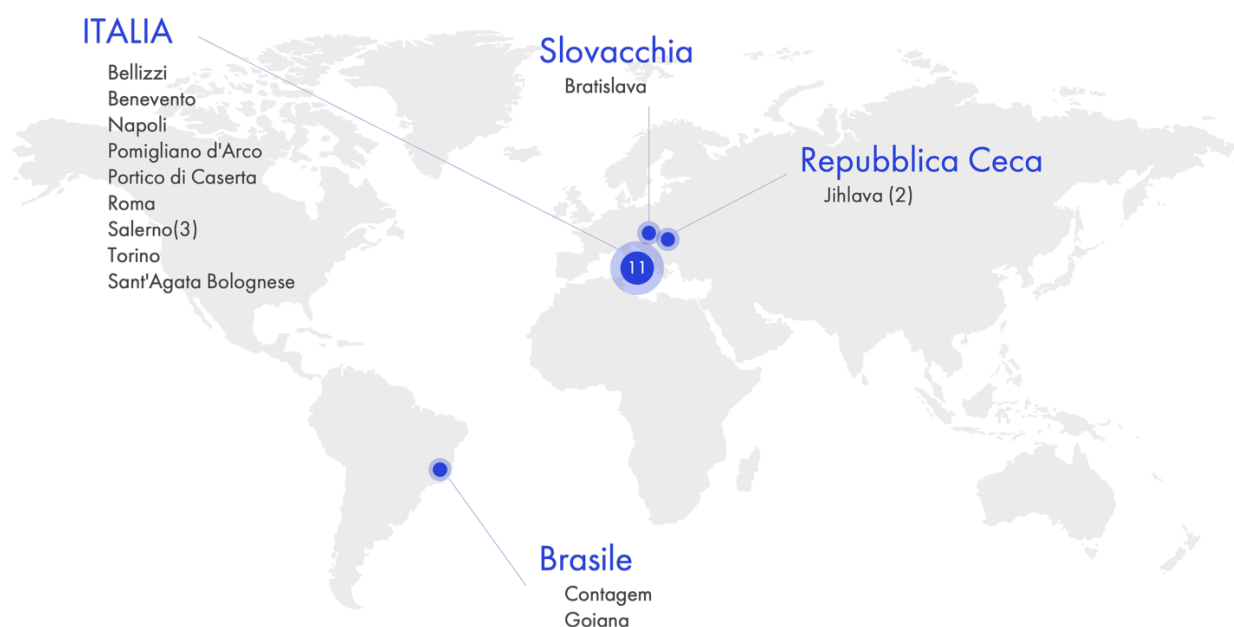 ITALIA
Bellizzi
Benevento
Napoli
Pomigliano d'Arco
Portico di Caserta
Roma
Salerno(3)
Torino
Sant'Agata Bolognese
Slovacchia
Bratislava
Repubblica Ceca
Jihlava (2)
11
Brasile
Contagem
Goiana